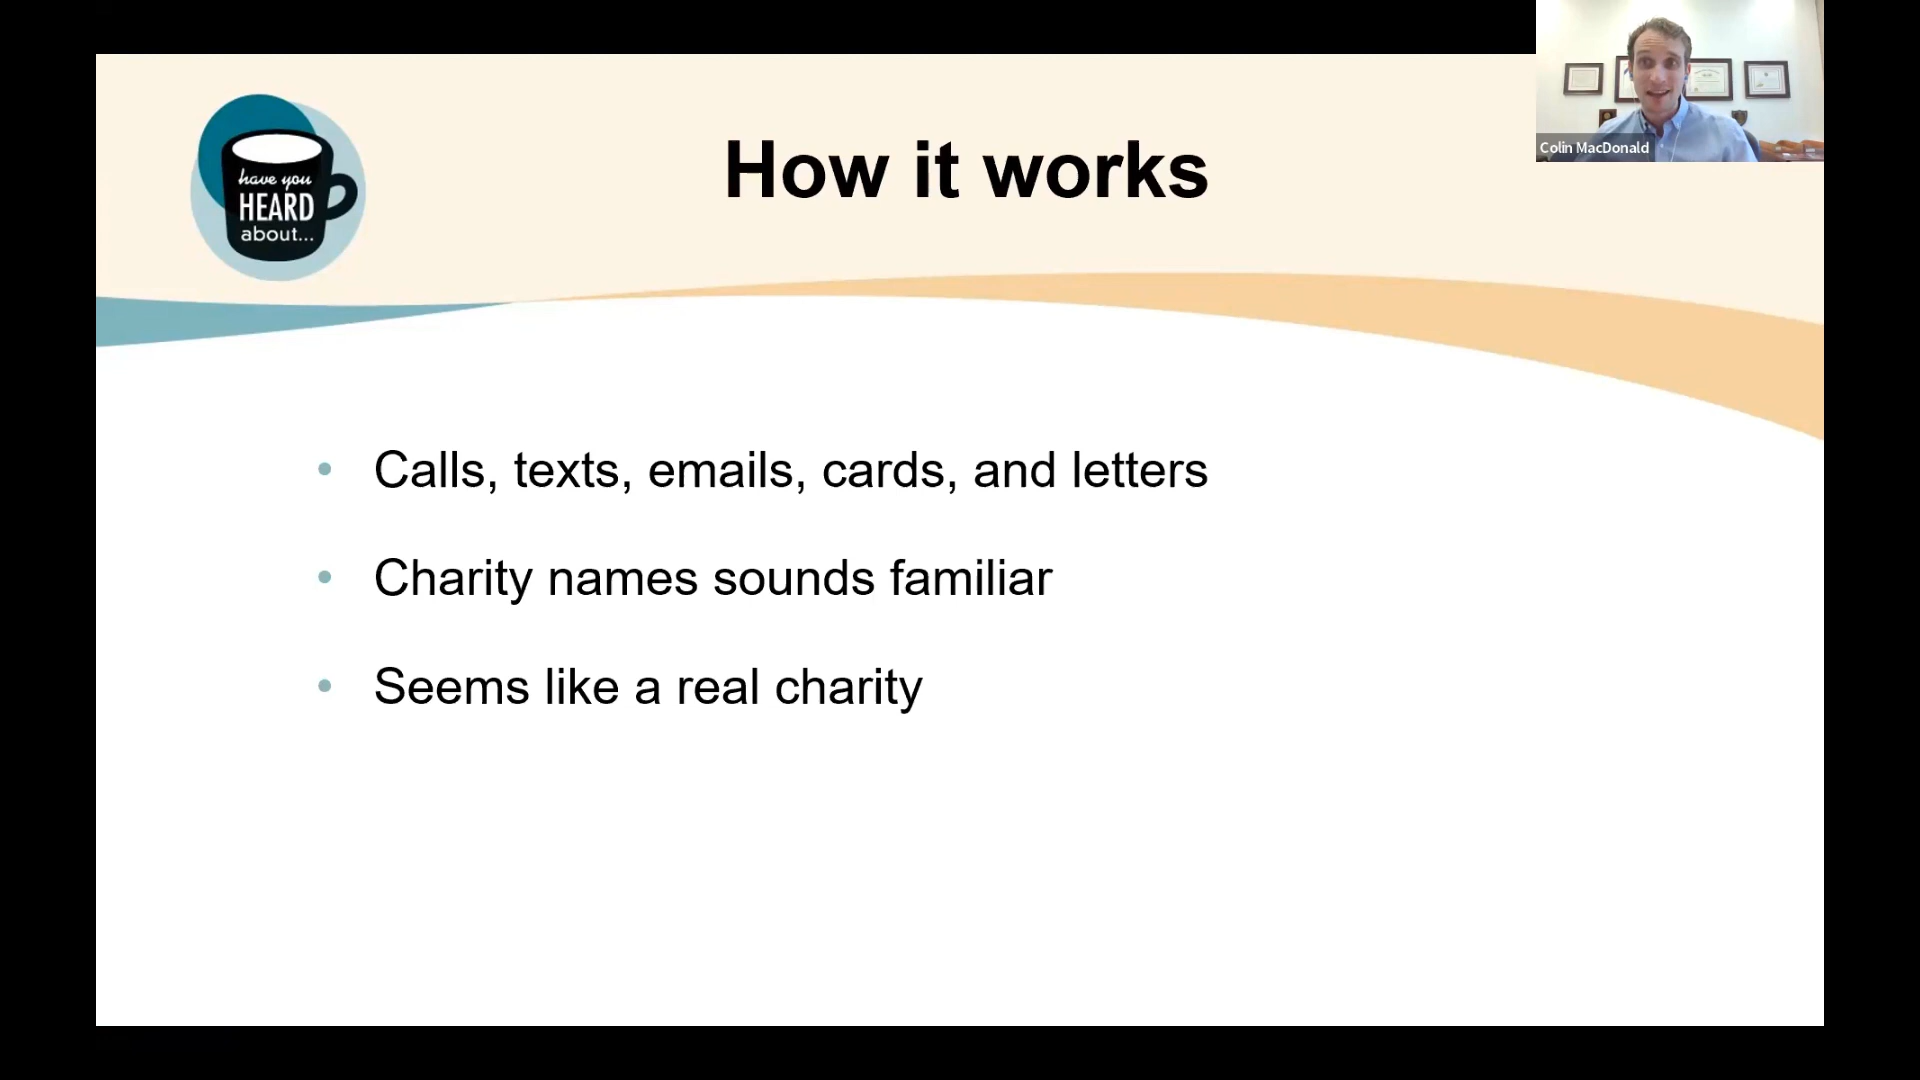 have you
HEARD
about...
How it works
Colin MacDonald
• Calls, texts, emails, cards, and letters
• Charity names sounds familiar
• Seems like a real charity